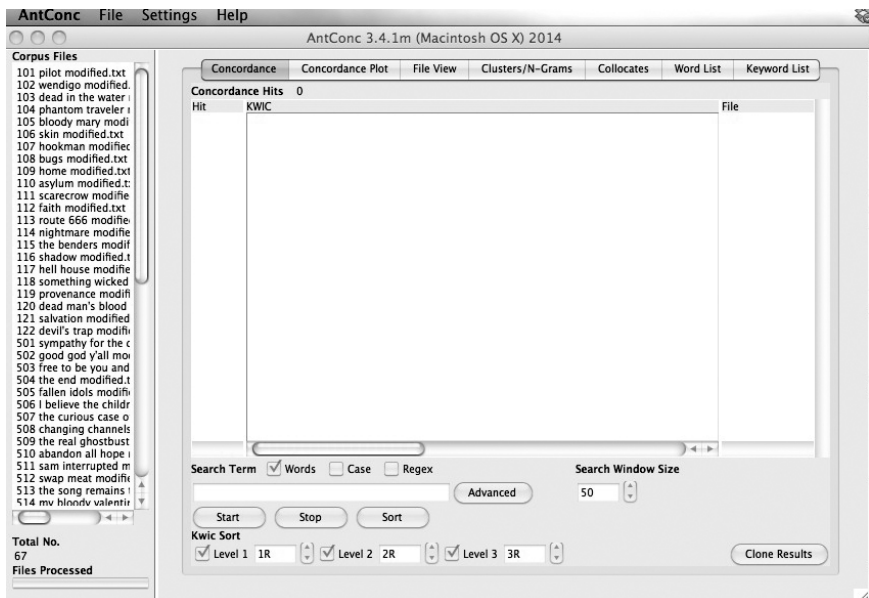 AntConc File Settings Help
AntConc 3.4.1m (Macintosh OS X) 2014
Corpus Files
101 pilot modified.txt
102 wendigo modified.
103 dead in the water
104 phantom traveler
105 bloody mary modi
106 skin modified.txt
107 hookman modified
108 bugs modified.txt
109 home modified.txt
110 asylum modified.t
111 scarecrow modifie
112 faith modified.txt
113 route 666 modifie
114 nightmare modifie
115 the benders modif
116 shadow modified.t
117 hell house modifie
118 something wicked
119 provenance modifi
120 dead man's blood
121 salvation modified
122 devil's trap modifi
501 sympathy for the
502 good god y'all mo
503 free to be you and
504 the end modified.t
505 fallen idols modifi
506 I believe the childr
507 the curious case o
508 changing channels
509 the real ghostbust
510 abandon all hope
511 sam interrupted m
512 swap meat modifie
513 the song remains
514 my bloody valentin
Total No.
67
Files Processed
Concordance Concordance Plot File View Clusters/N-Grams Collocates Word List Keyword List
Concordance Hits 0
Hit KWIC File
Search Term Words Case Regex Search Window Size
Advanced 50
Start Stop Sort
Kwic Sort
Level 1 1R Level 2 2R Level 3 3R Clone Results